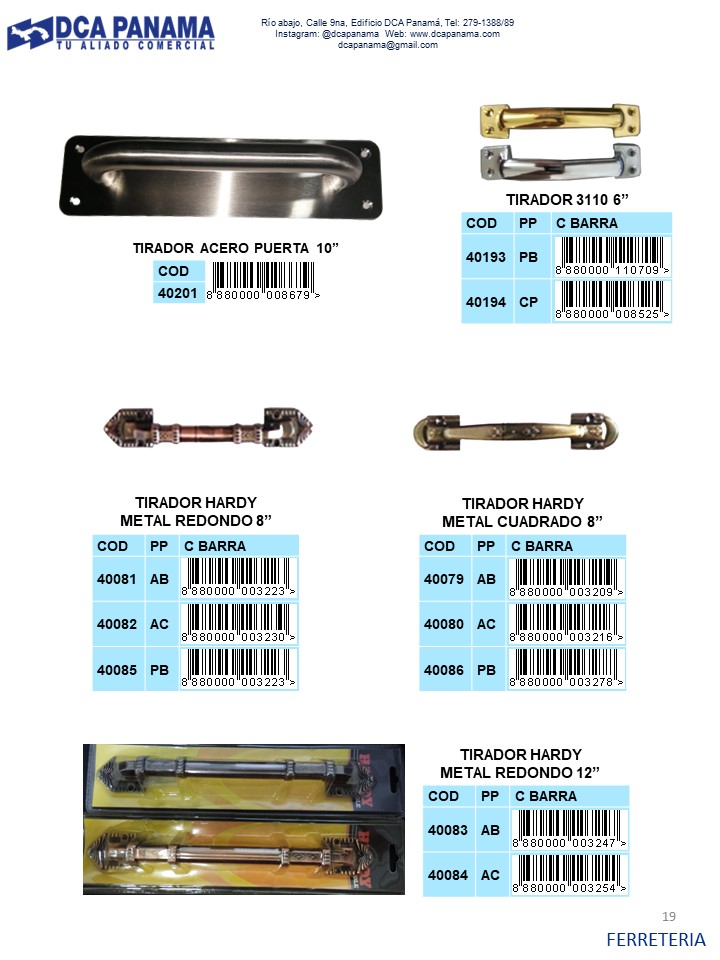 DCA PANAMA
TU ALIADO COMERCIAL
Río abajo, Calle 9na, Edificio DCA Panamá, Tel: 279-1388/89
Instagram: @dcapanama Web: www.dcapanama.com
dcapanama@gmail.com
TIRADOR ACERO PUERTA 10”
COD
40201 8 880000 008679 >
TIRADOR 3110 6”
COD PP C BARRA
40193 PB 8 880000 110709 >
40194 CP 8 880000 008525 >
TIRADOR HARDY
METAL REDONDO 8”
COD PP C BARRA
40081 AB 8 880000 003223 >
40082 AC 8 880000 003230 >
40085 PB 8 880000 003223 >
TIRADOR HARDY
METAL CUADRADO 8”
COD PP C BARRA
40079 AB 8 880000 003209 >
40080 AC 8 880000 003216 >
40086 PB 8 880000 003278 >
TIRADOR HARDY
METAL REDONDO 12”
COD PP C BARRA
40083 AB 8 880000 003247 >
40084 AC 8 880000 003254 >
19
FERRETERIA